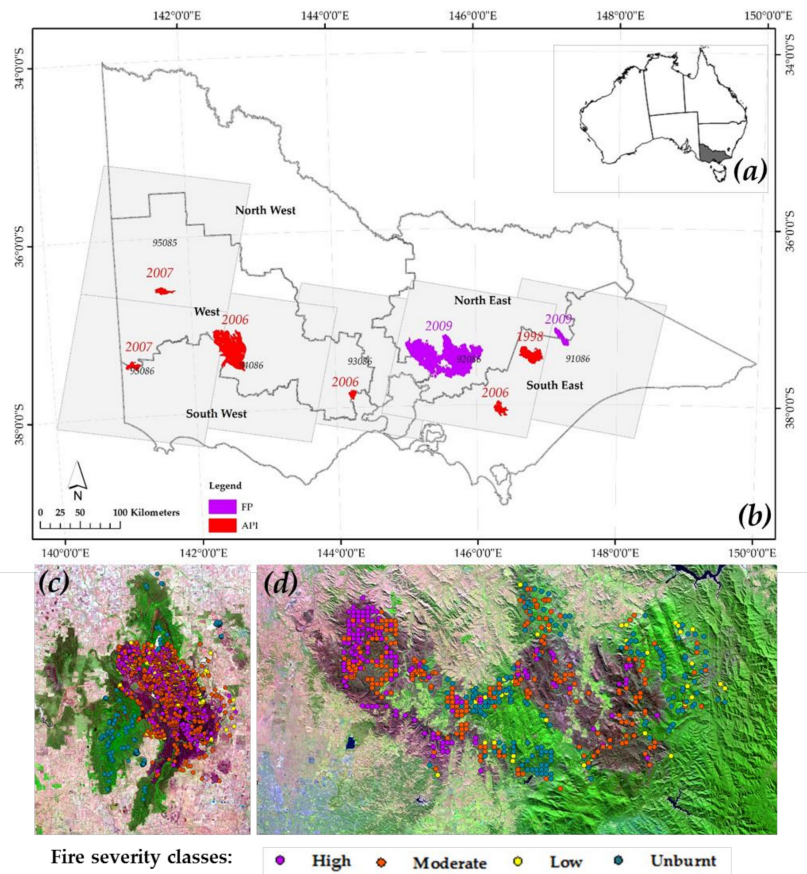 142°0'0"E 144°0'0"E 146°0'0"E 148°0'0"E 150°0'0"E
34°0'0"S
34°0'0"S
(a)
North West
36°0'0"S
36°0'0"S
95085
2007
West
2006
North East
2009
2009
2007
1998
95086
94086
93086
92086
91086
2006
South East
2006
South West
38°0'0"S
38°0'0"S
N
Legend
FP
API
0 25 50 100 Kilometers
(b)
140°0'0"E 142°0'0"E 144°0'0"E 146°0'0"E 148°0'0"E 150°0'0"E
(c)
(d)
Fire severity classes: High Moderate Low Unburnt